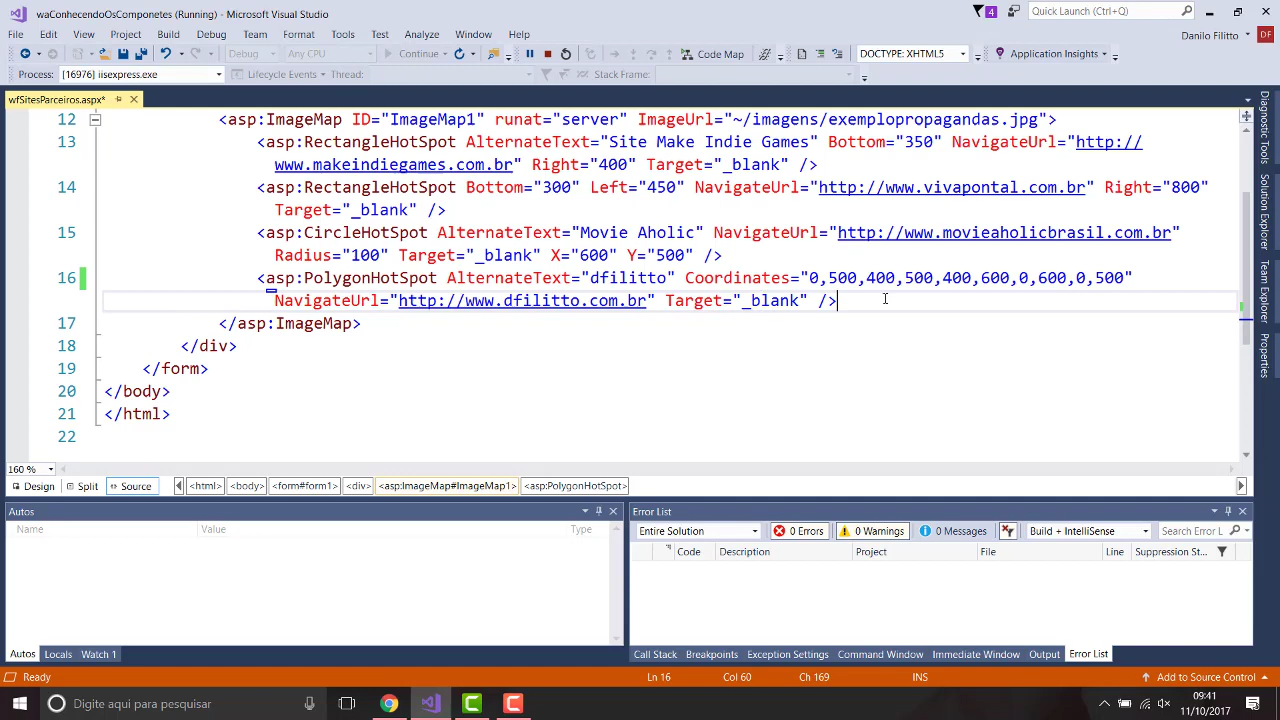 waConhecendoOsComponetes (Running) - Microsoft Visual Studio
4
Quick Launch (Ctrl+Q)
File Edit View Project Build Debug Team Format Tools Test Analyze Window Help
Danilo Filitto DF
Debug Any CPU Continue Code Map DOCTYPE: XHTML5 Application Insights
Process: [16976] iisexpress.exe Lifecycle Events Thread: Stack Frame:
wfSitesParceiros.aspx*
12 <asp:ImageMap ID="ImageMap1" runat="server" ImageUrl="~/imagens/exemplopropagandas.jpg">
13 <asp:RectangleHotSpot AlternateText="Site Make Indie Games" Bottom="350" NavigateUrl="http://
www.makeindiegames.com.br" Right="400" Target="_blank" />
14 <asp:RectangleHotSpot Bottom="300" Left="450" NavigateUrl="http://www.vivapontal.com.br" Right="800"
Target="_blank" />
15 <asp:CircleHotSpot AlternateText="Movie Aholic" NavigateUrl="http://www.movieaholicbrasil.com.br"
Radius="100" Target="_blank" X="600" Y="500" />
16 <asp:PolygonHotSpot AlternateText="dfilitto" Coordinates="0,500,400,500,400,600,0,600,0,500"
NavigateUrl="http://www.dfilitto.com.br" Target="_blank" />
17 </asp:ImageMap>
18 </div>
19 </form>
20 </body>
21 </html>
22
Diagnostic Tools
Solution Explorer
Team Explorer
Properties
160 %
Design Split Source <html> <body> <form#form1> <div> <asp:ImageMap#ImageMap1> <asp:PolygonHotSpot>
Autos
Name Value Type
Error List
Entire Solution 0 Errors 0 Warnings 0 Messages Build + IntelliSense Search Error L
Code Description Project File Line Suppression St...
Autos Locals Watch 1
Call Stack Breakpoints Exception Settings Command Window Immediate Window Output Error List
Ready Ln 16 Col 60 Ch 169 INS Add to Source Control
Digite aqui para pesquisar
09:41
11/10/2017